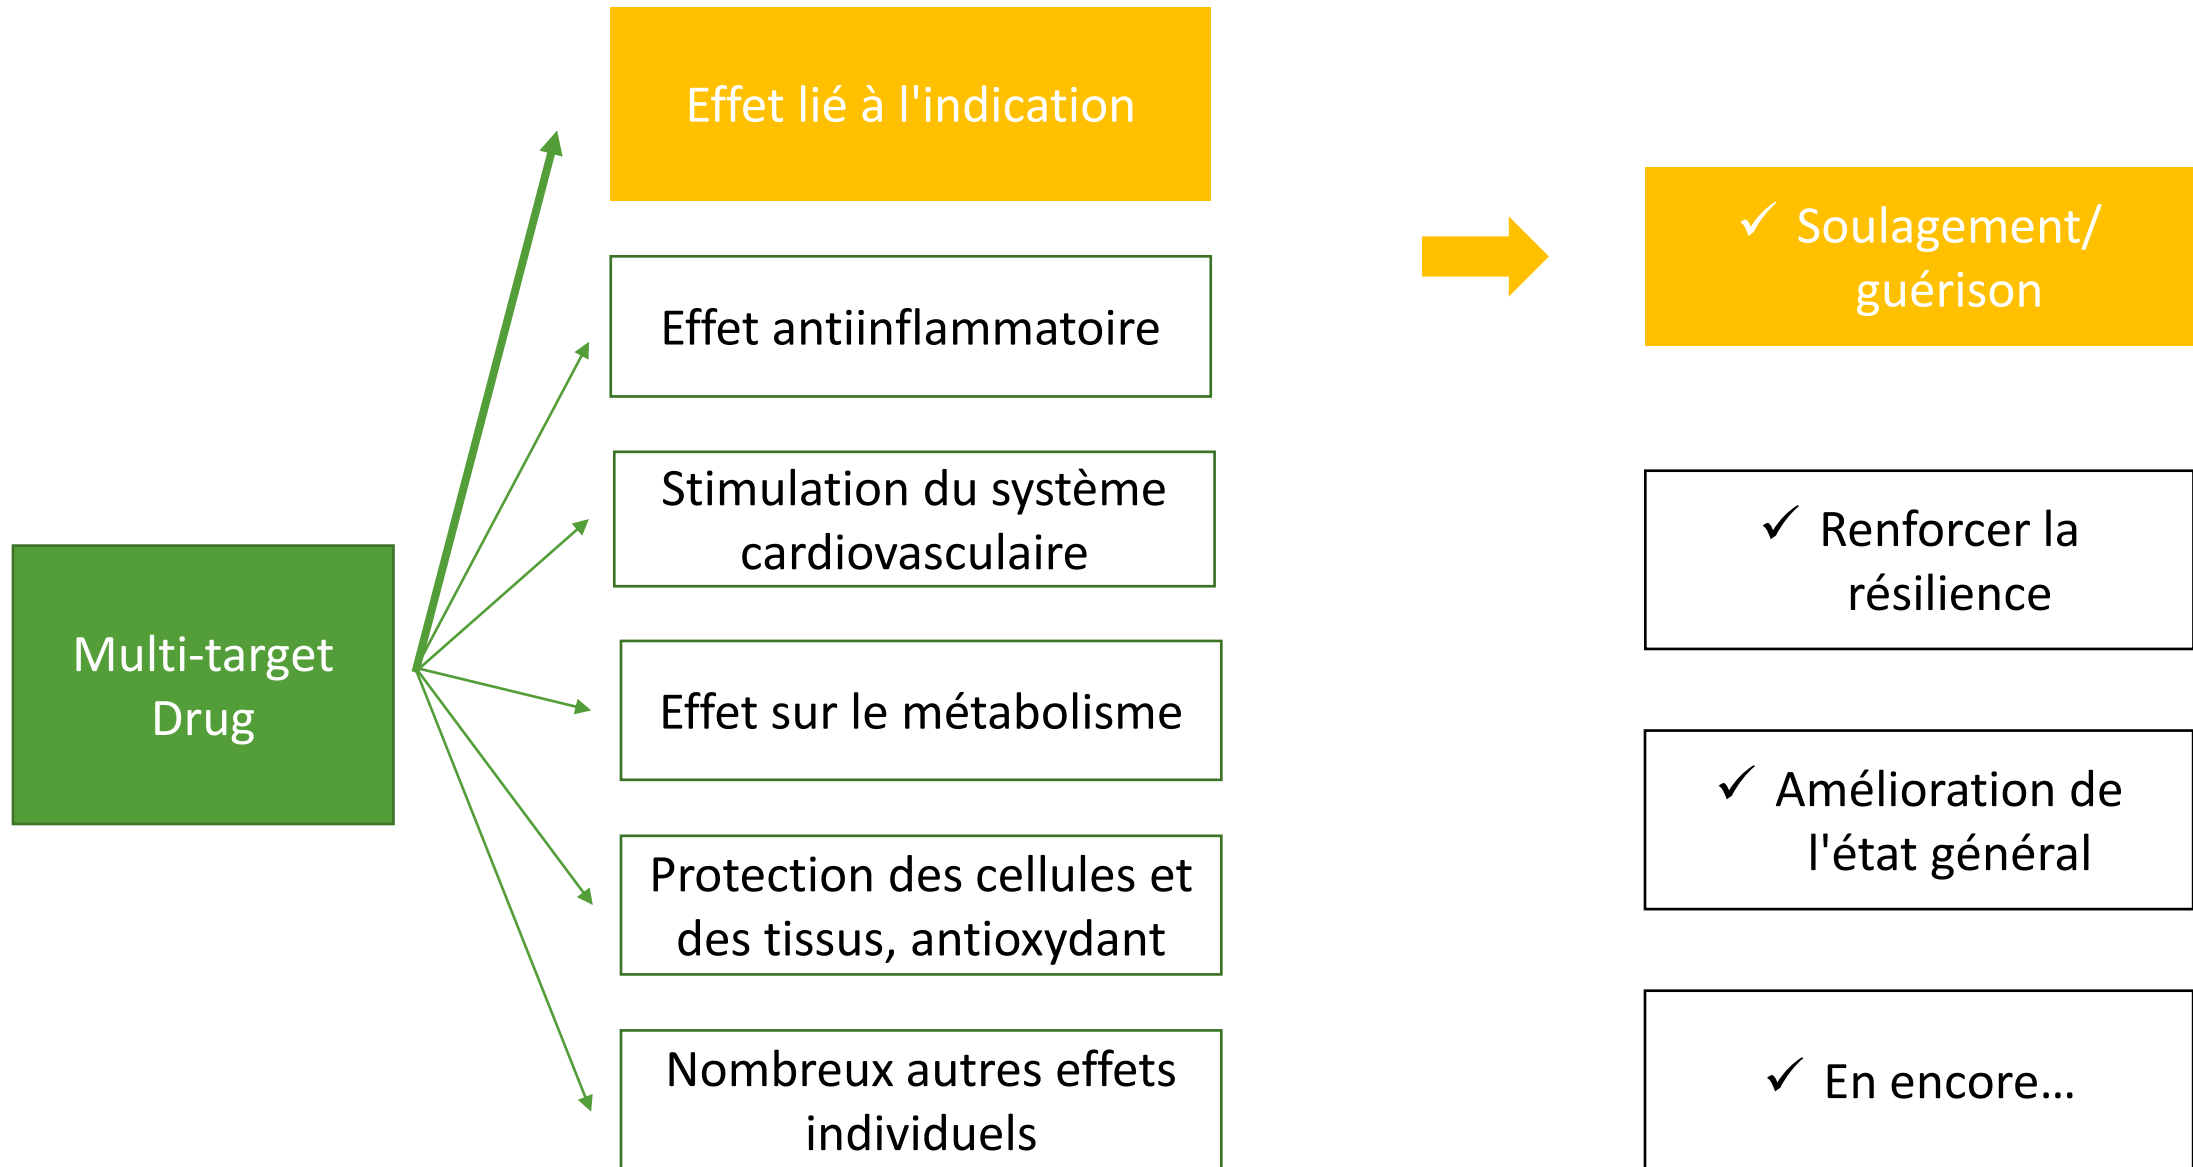 Effet lié à l'indication
Effet antiinflammatoire
Stimulation du système
cardiovasculaire
Multi-target
Drug
Effet sur le métabolisme
Protection des cellules et
des tissus, antioxydant
Nombreux autres effets
individuels
✓ Soulagement/
guérison
✓ Renforcer la
résilience
✓ Amélioration de
l'état général
✓ En encore...